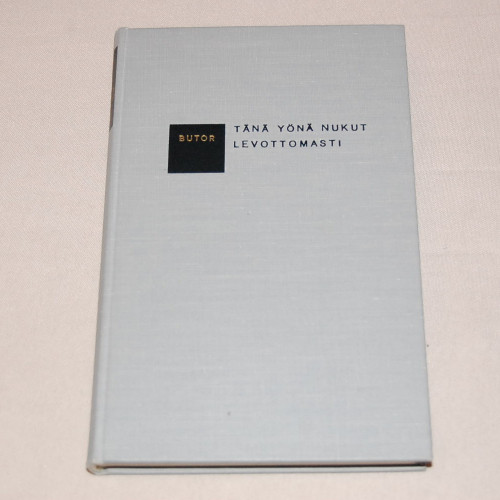 BUTOR
TÄNÄ YÖNÄ NUKUT
LEVOTTOMASTI